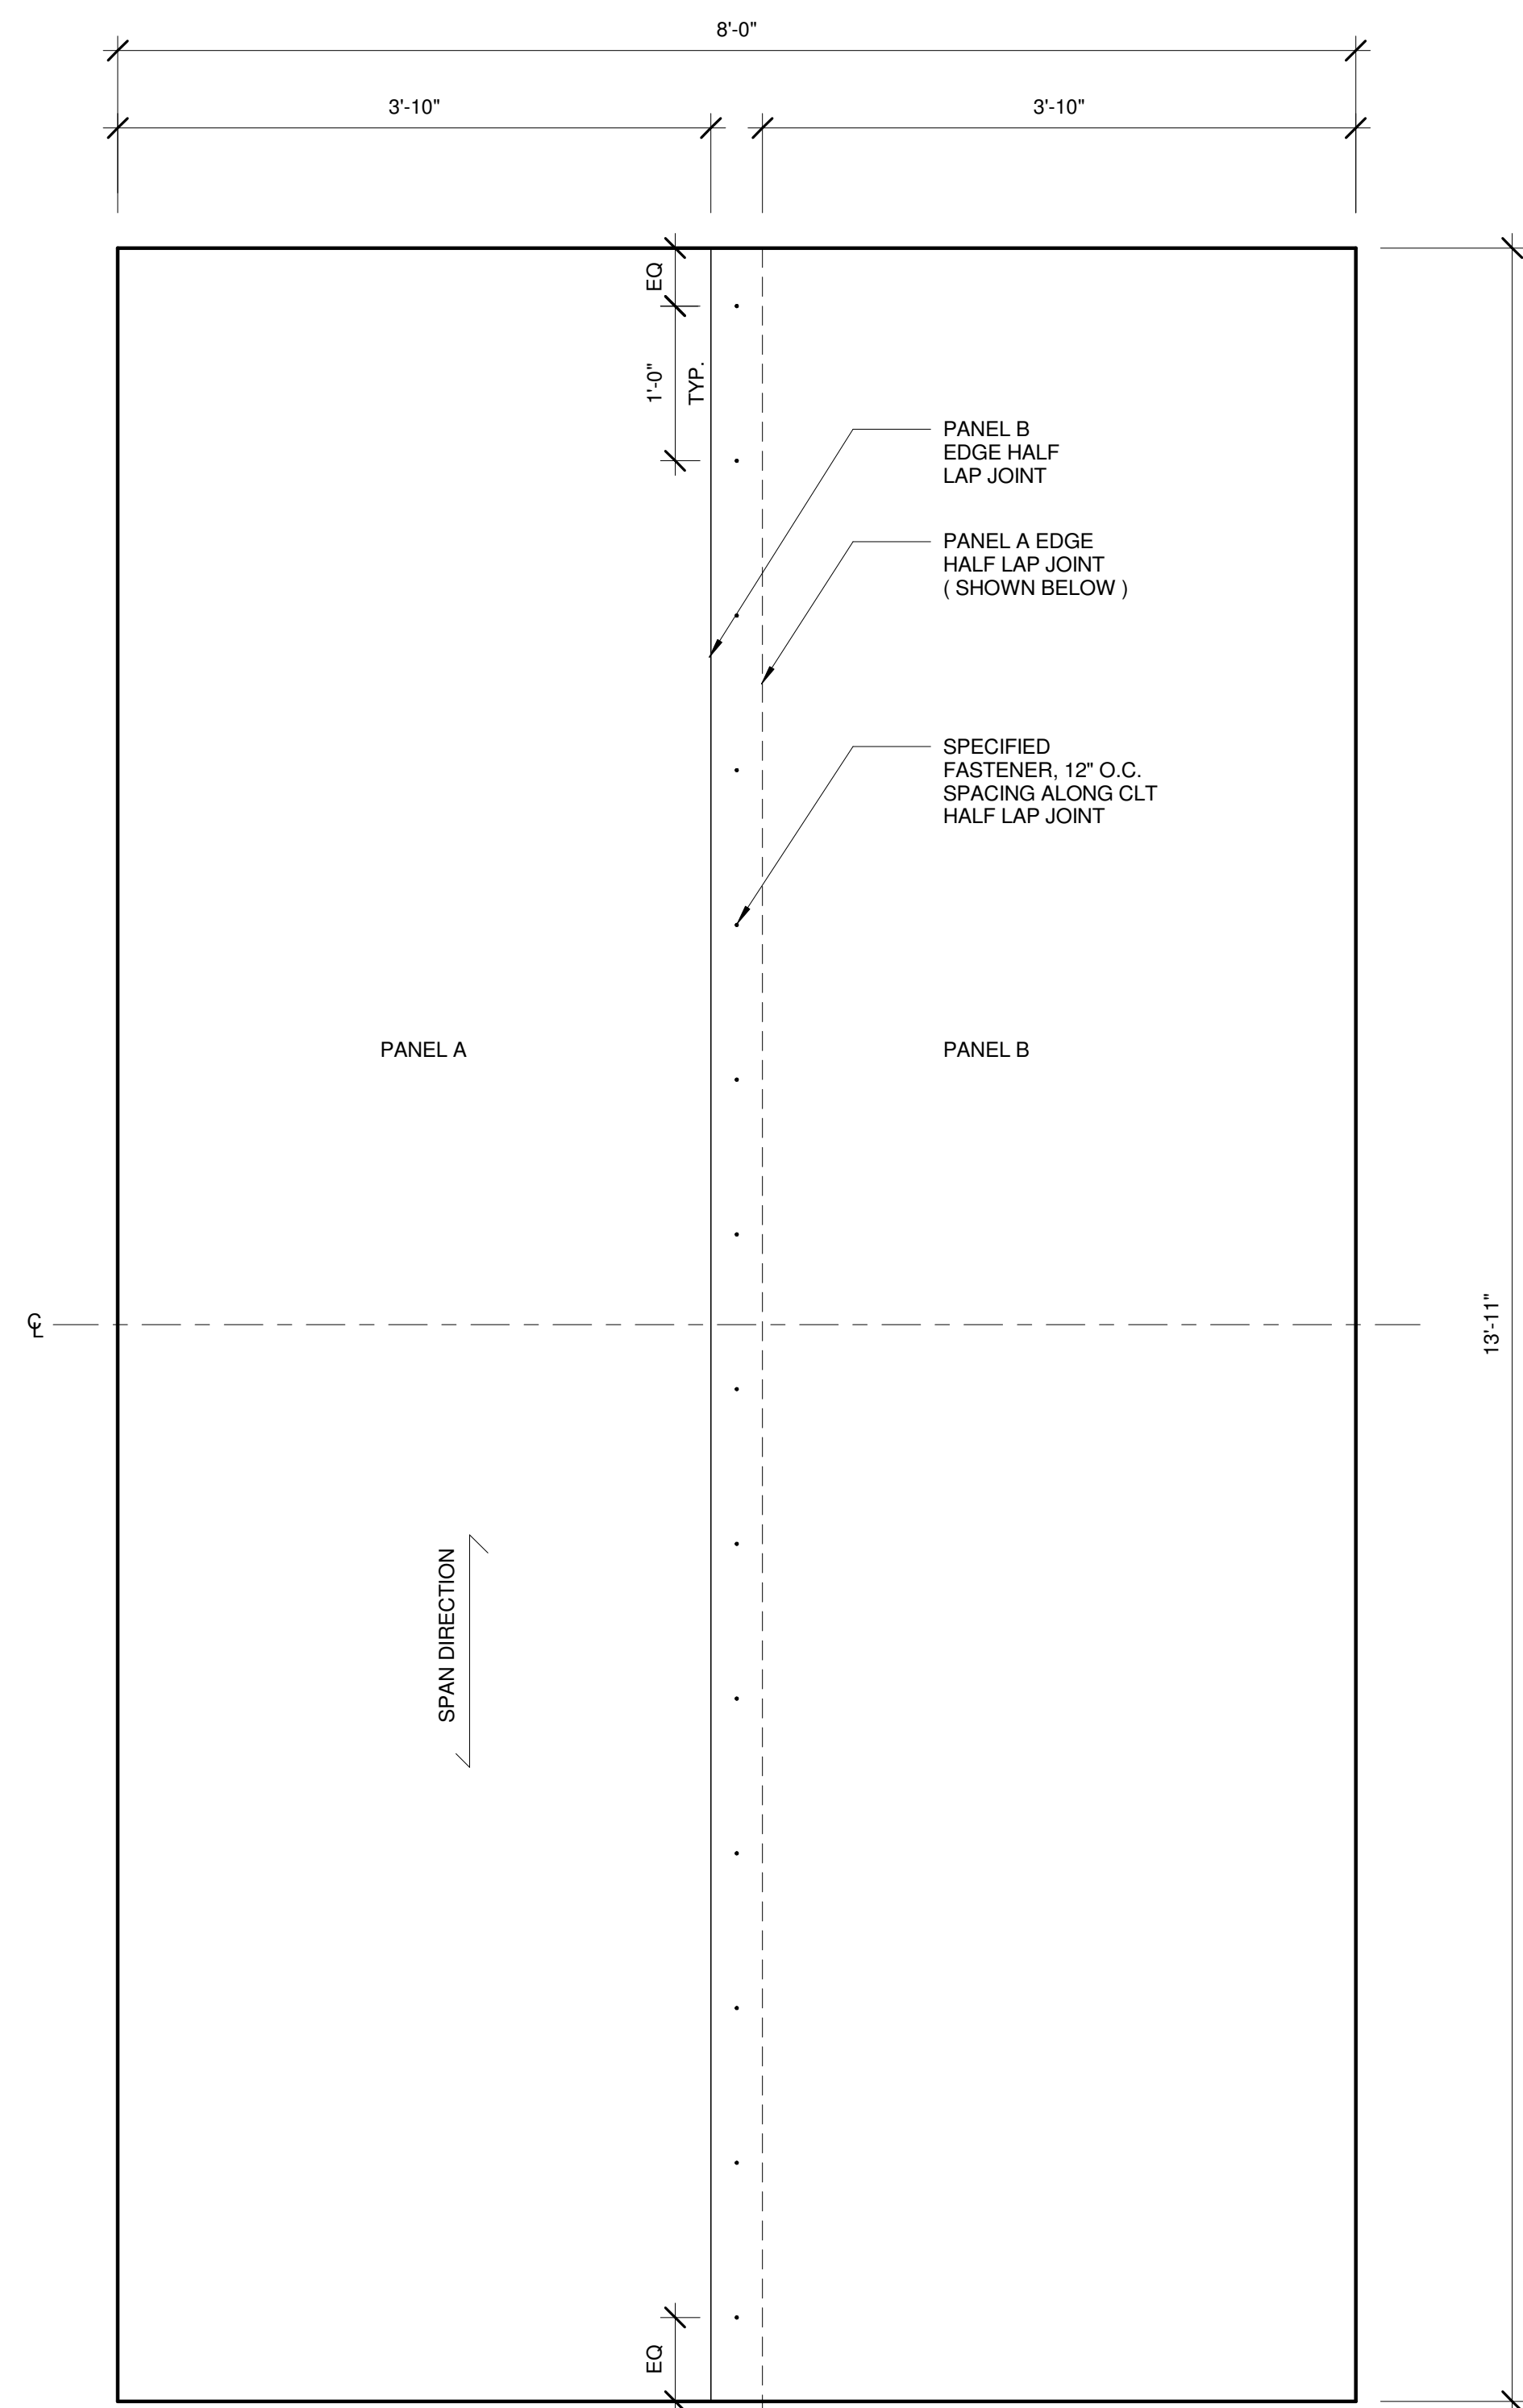 8'-0"
3'-10"
3'-10"
EQ
1'-0"
TYP.
PANEL B
EDGE HALF
LAP JOINT
PANEL A EDGE
HALF LAP JOINT
( SHOWN BELOW )
SPECIFIED
FASTENER, 12" O.C.
SPACING ALONG CLT
HALF LAP JOINT
PANEL A
PANEL B
CL
13'-11"
SPAN DIRECTION
EQ